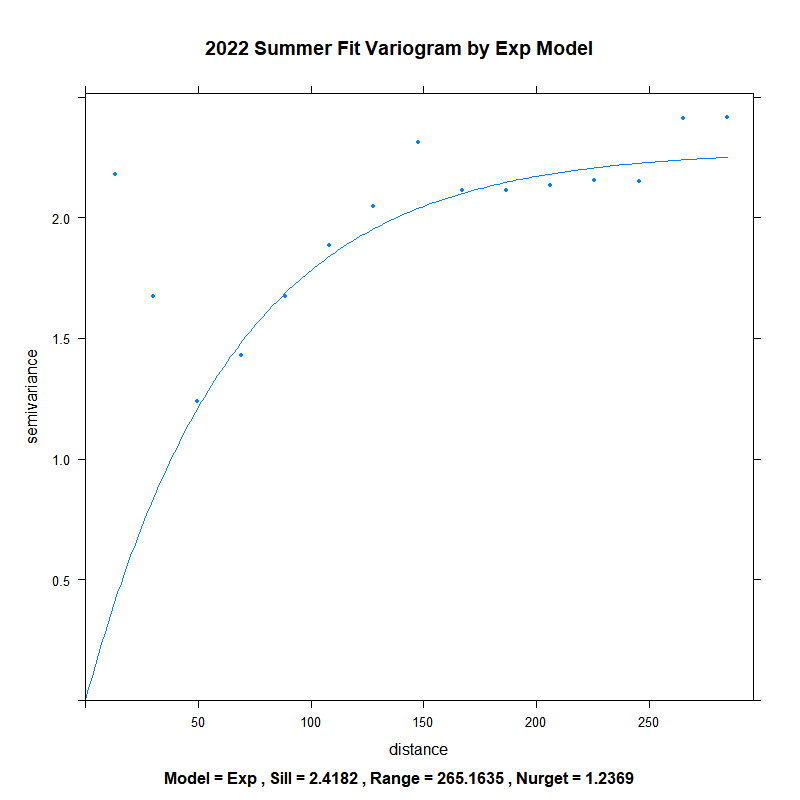 2022 Summer Fit Variogram by Exp Model
semivariance
2.0
1.5
1.0
0.5
50 100 150 200 250
distance
Model = Exp , Sill = 2.4182 , Range = 265.1635 , Nurget = 1.2369